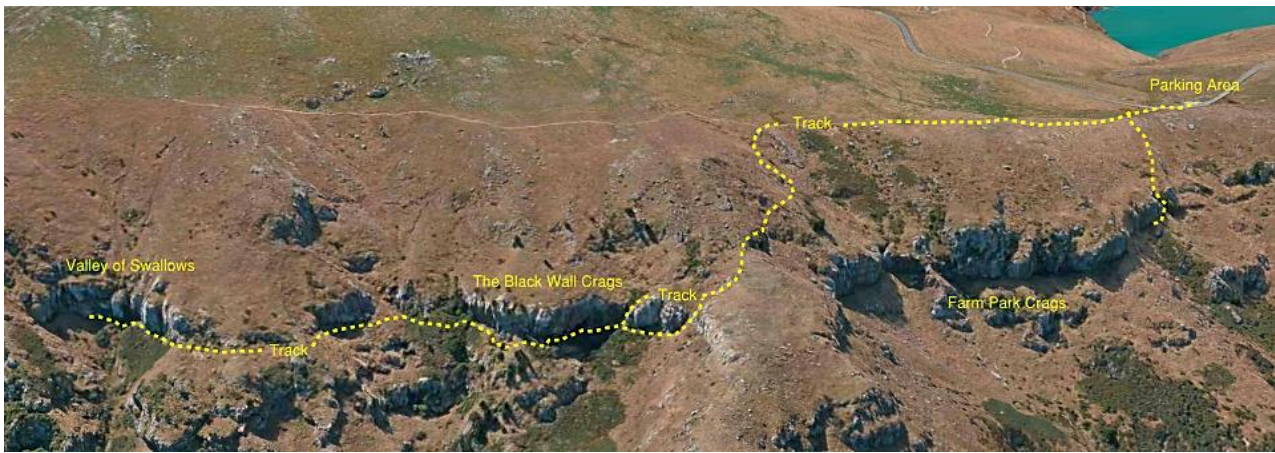 Parking Area
Track
Valley of Swallows
The Black Wall Crags
Track
Farm Park Crags
Track